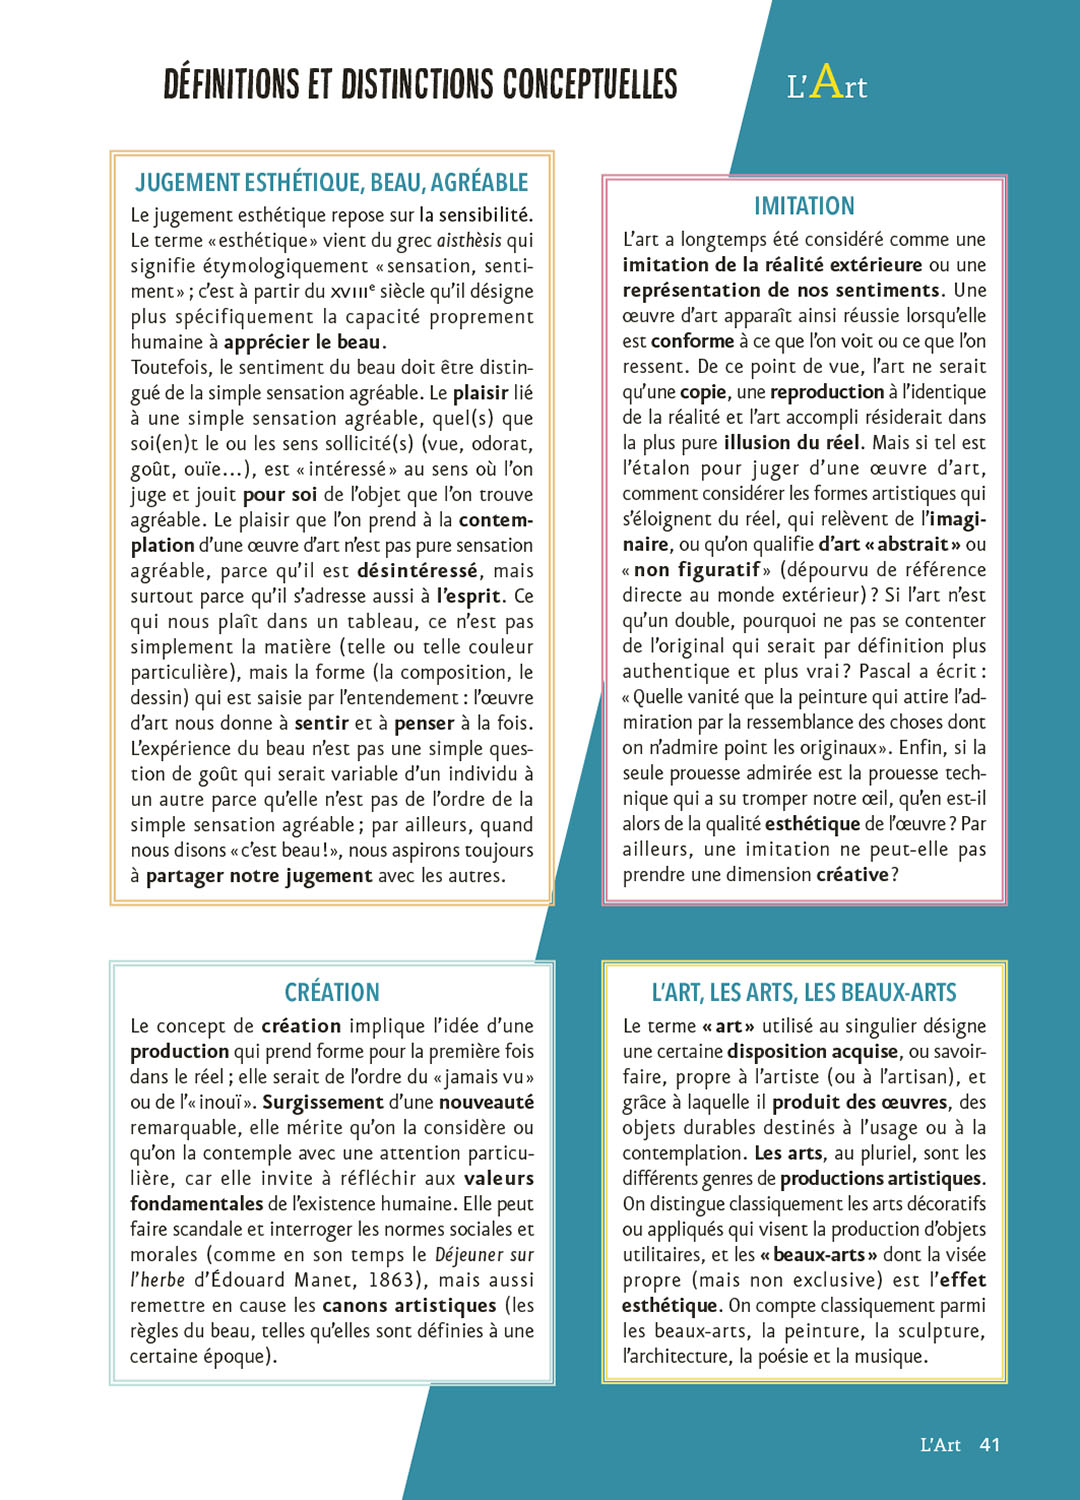 DÉFINITIONS ET DISTINCTIONS CONCEPTUELLES
L'Art
JUGEMENT ESTHÉTIQUE, BEAU, AGRÉABLE
Le jugement esthétique repose sur la sensibilité.
Le terme « esthétique » vient du grec aisthèsis qui
signifie étymologiquement « sensation, senti-
ment » ; c'est à partir du XVIIIe siècle qu'il désigne
plus spécifiquement la capacité proprement
humaine à apprécier le beau.
Toutefois, le sentiment du beau doit être distin-
gué de la simple sensation agréable. Le plaisir lié
à une simple sensation agréable, quel(s) que
soi(en)t le ou les sens sollicité(s) (vue, odorat,
goût, ouïe...), est « intéressé » au sens où l'on
juge et jouit pour soi de l'objet que l'on trouve
agréable. Le plaisir que l'on prend à la contem-
plation d'une œuvre d'art n'est pas pure sensation
agréable, parce qu'il est désintéressé, mais
surtout parce qu'il s'adresse aussi à l'esprit. Ce
qui nous plaît dans un tableau, ce n'est pas
simplement la matière (telle ou telle couleur
particulière), mais la forme (la composition, le
dessin) qui est saisie par l'entendement : l'œuvre
d'art nous donne à sentir et à penser à la fois.
L'expérience du beau n'est pas une simple ques-
tion de goût qui serait variable d'un individu à
un autre parce qu'elle n'est pas de l'ordre de la
simple sensation agréable ; par ailleurs, quand
nous disons « c'est beau ! », nous aspirons toujours
à partager notre jugement avec les autres.
IMITATION
L'art a longtemps été considéré comme une
imitation de la réalité extérieure ou une
représentation de nos sentiments. Une
œuvre d'art apparaît ainsi réussie lorsqu'elle
est conforme à ce que l'on voit ou ce que l'on
ressent. De ce point de vue, l'art ne serait
qu'une copie, une reproduction à l'identique
de la réalité et l'art accompli résiderait dans
la plus pure illusion du réel. Mais si tel est
l'étalon pour juger d'une œuvre d'art,
comment considérer les formes artistiques qui
s'éloignent du réel, qui relèvent de l'imagi-
naire, ou qu'on qualifie d'art « abstrait » ou
« non figuratif » (dépourvu de référence
directe au monde extérieur) ? Si l'art n'est
qu'un double, pourquoi ne pas se contenter
de l'original qui serait par définition plus
authentique et plus vrai ? Pascal a écrit :
« Quelle vanité que la peinture qui attire l'ad-
miration par la ressemblance des choses dont
on n'admire point les originaux ». Enfin, si la
seule prouesse admirée est la prouesse tech-
nique qui a su tromper notre œil, qu'en est-il
alors de la qualité esthétique de l'œuvre ? Par
ailleurs, une imitation ne peut-elle pas
prendre une dimension créative ?
CRÉATION
Le concept de création implique l'idée d'une
production qui prend forme pour la première fois
dans le réel ; elle serait de l'ordre du « jamais vu »
ou de l'« inouï ». Surgissement d'une nouveauté
remarquable, elle mérite qu'on la considère ou
qu'on la contemple avec une attention particu-
lière, car elle invite à réfléchir aux valeurs
fondamentales de l'existence humaine. Elle peut
faire scandale et interroger les normes sociales et
morales (comme en son temps le Déjeuner sur
l'herbe d'Édouard Manet, 1863), mais aussi
remettre en cause les canons artistiques (les
règles du beau, telles qu'elles sont définies à une
certaine époque).
L'ART, LES ARTS, LES BEAUX-ARTS
Le terme « art » utilisé au singulier désigne
une certaine disposition acquise, ou savoir-
faire, propre à l'artiste (ou à l'artisan), et
grâce à laquelle il produit des œuvres, des
objets durables destinés à l'usage ou à la
contemplation. Les arts, au pluriel, sont les
différents genres de productions artistiques.
On distingue classiquement les arts décoratifs
ou appliqués qui visent la production d'objets
utilitaires, et les « beaux-arts » dont la visée
propre (mais non exclusive) est l'effet
esthétique. On compte classiquement parmi
les beaux-arts, la peinture, la sculpture,
l'architecture, la poésie et la musique.
L'Art 41